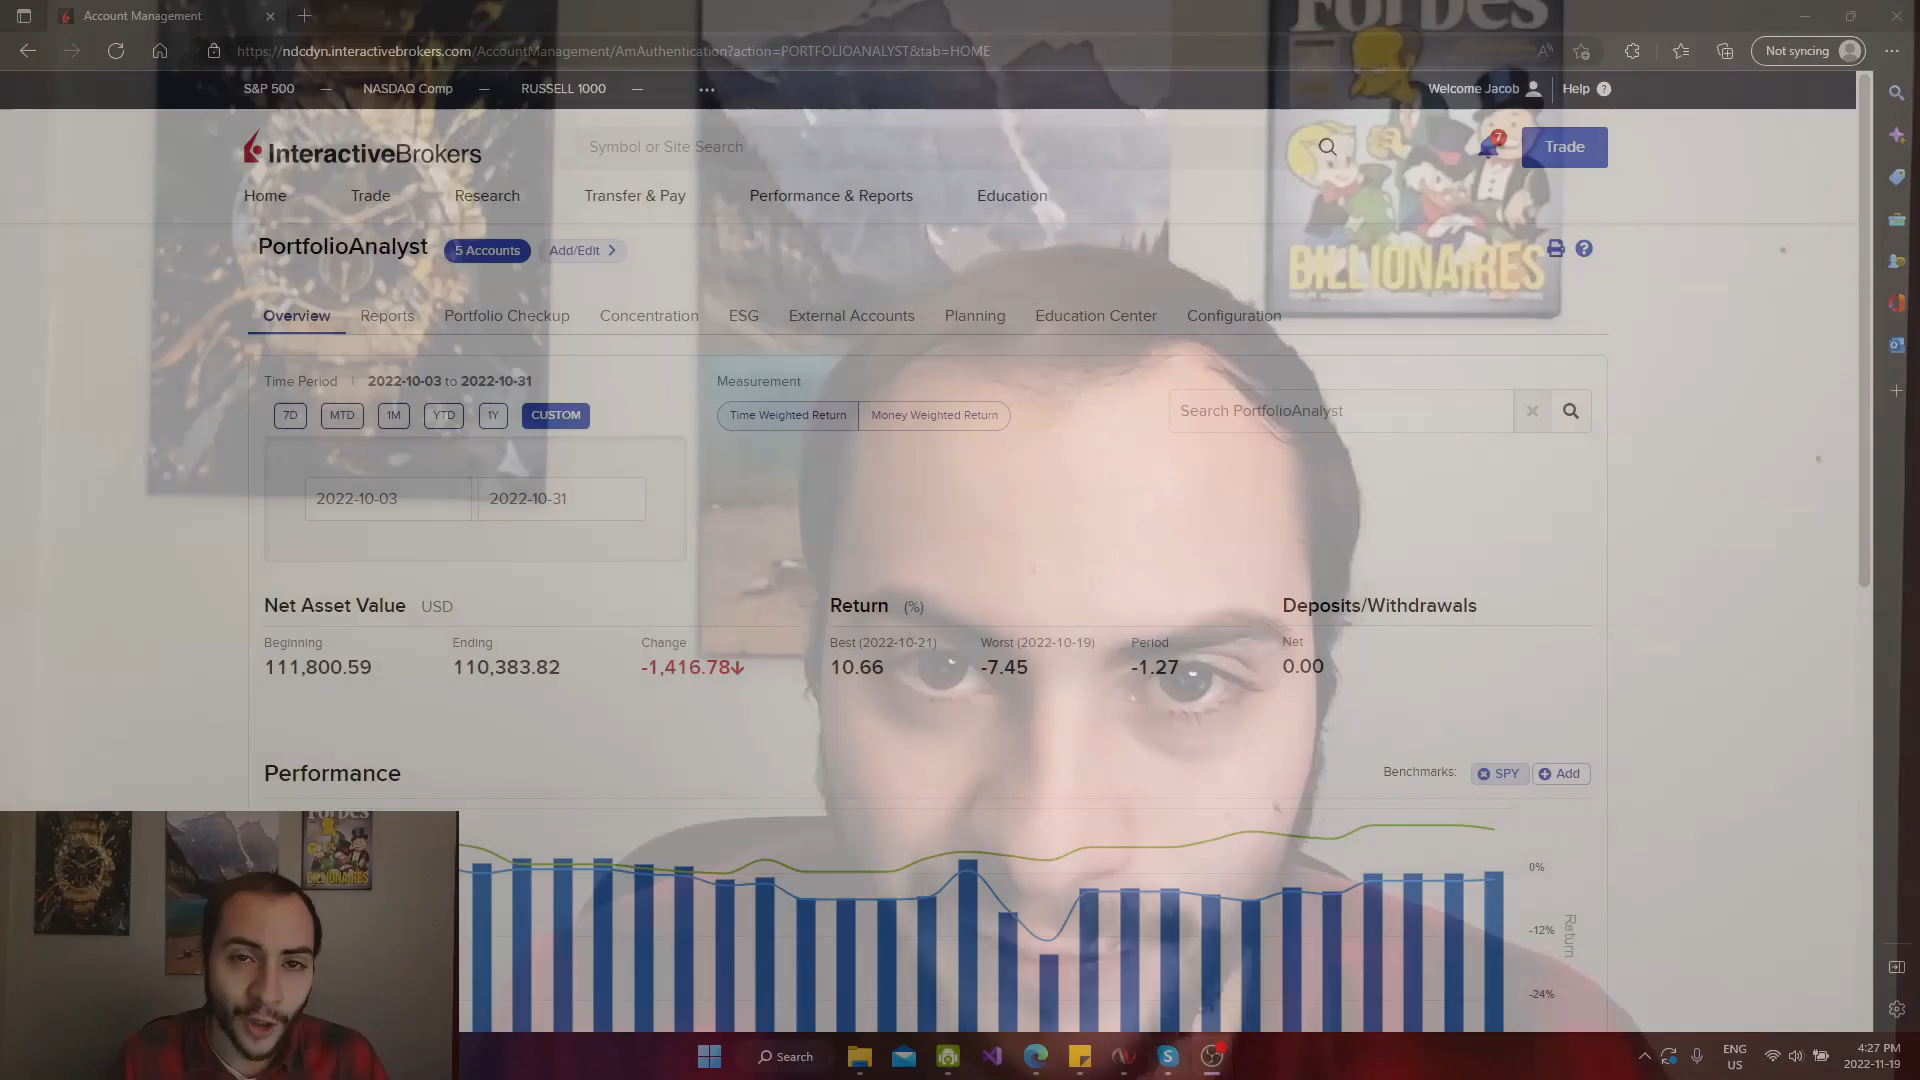 Account Management
https://ndcdyn.interactivebrokers.com/AccountManagement/AmAuthentication?action=PORTFOLIOANALYST&tab=HOME
Not syncing
S&P 500 — NASDAQ Comp — RUSSELL 1000 —
Welcome Jacob
Help
Forbes
InteractiveBrokers
Symbol or Site Search
7
Trade
Home Trade Research Transfer & Pay Performance & Reports Education
PortfolioAnalyst
5 Accounts
Add/Edit
BILLIONAIRES
Overview Reports Portfolio Checkup Concentration ESG External Accounts Planning Education Center Configuration
Time Period | 2022-10-03 to 2022-10-31
Measurement
7D MTD 1M YTD 1Y CUSTOM
Time Weighted Return Money Weighted Return
Search PortfolioAnalyst
2022-10-03 2022-10-31
Net Asset Value USD
Return (%)
Deposits/Withdrawals
Beginning Ending Change
Best (2022-10-21) Worst (2022-10-19) Period
Net
111,800.59 110,383.82 -1,416.78
10.66 -7.45 -1.27
0.00
Performance
Benchmarks: SPY Add
Forbes
BILLIONAIRES
0%
-12%
-24%
Return
Search
ENG
US
4:27 PM
2022-11-19